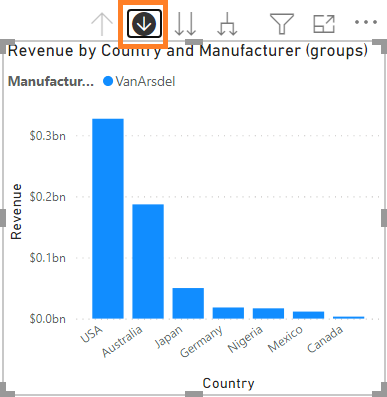 Revenue by Country and Manufacturer (groups)
Manufactur... VanArsdel
$0.3bn
$0.2bn
$0.1bn
$0.0bn
Revenue
USA
Australia
Japan
Germany
Nigeria
Mexico
Canada
Country